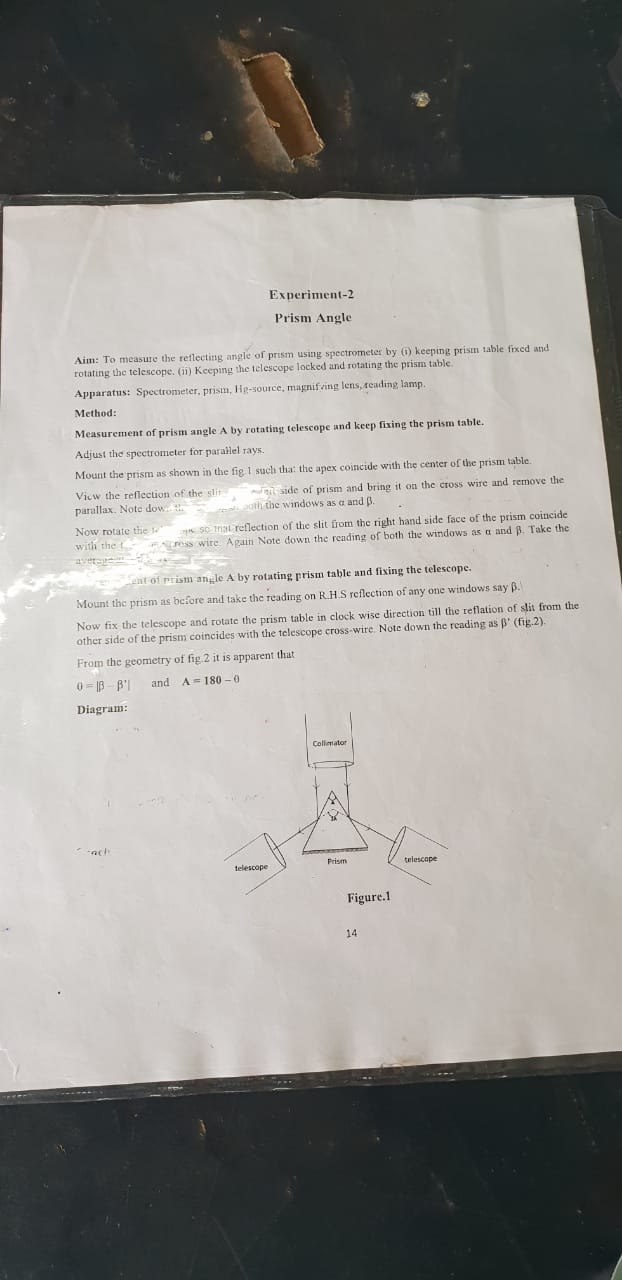 Experiment-2
Prism Angle
Aim: To measure the reflecting angle of prism using spectrometer by (i) keeping prism table fixed and
rotating the telescope. (ii) Keeping the telescope locked and rotating the prism table.
Apparatus: Spectrometer, prism, Hg-source, magnifying lens, reading lamp.
Method:
Measurement of prism angle A by rotating telescope and keep fixing the prism table.
Adjust the spectrometer for parallel rays.
Mount the prism as shown in the fig.1 such that the apex coincide with the center of the prism table.
View the reflection of the slit side of prism and bring it on the cross wire and remove the
parallax. Note the windows as α and β.
Now rotate the so that reflection of the slit from the right hand side face of the prism coincide
with the cross wire. Again Note down the reading of both the windows as α and β. Take the
of prism angle A by rotating prism table and fixing the telescope.
Mount the prism as before and take the reading on R.H.S reflection of any one windows say β.
Now fix the telescope and rotate the prism table in clock wise direction till the reflation of slit from the
other side of the prism coincides with the telescope cross-wire. Note down the reading as β' (fig.2).
From the geometry of fig.2 it is apparent that
θ = |β - β'| and A = 180 – θ
Diagram:
Collimator
A
2A
telescope
Prism
telescope
Figure.1
14